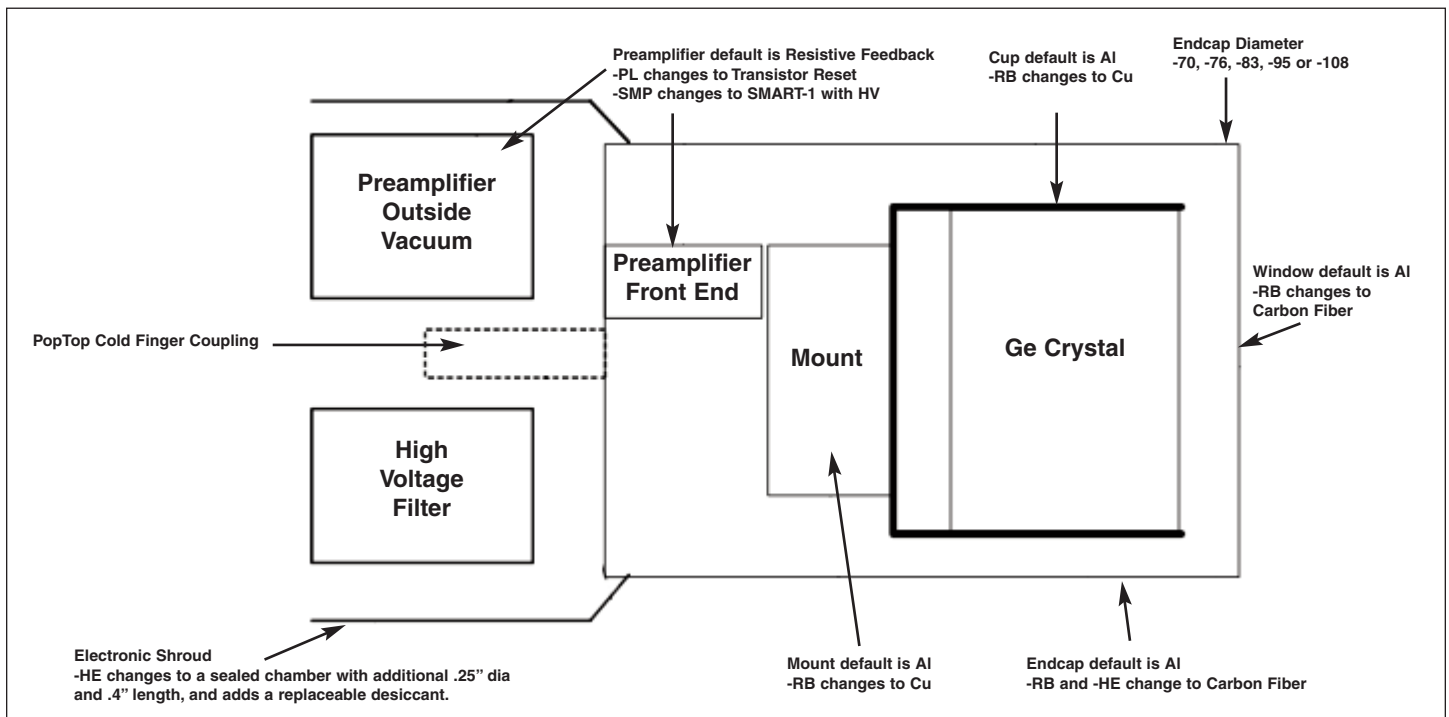 Preamplifier default is Resistive Feedback
-PL changes to Transistor Reset
-SMP changes to SMART-1 with HV
Cup default is Al
-RB changes to Cu
Endcap Diameter
-70, -76, -83, -95 or -108
Preamplifier
Outside
Vacuum
Preamplifier
Front End
Window default is Al
-RB changes to
Carbon Fiber
PopTop Cold Finger Coupling
Mount
Ge Crystal
High
Voltage
Filter
Electronic Shroud
-HE changes to a sealed chamber with additional .25” dia
and .4” length, and adds a replaceable desiccant.
Mount default is Al
-RB changes to Cu
Endcap default is Al
-RB and -HE change to Carbon Fiber